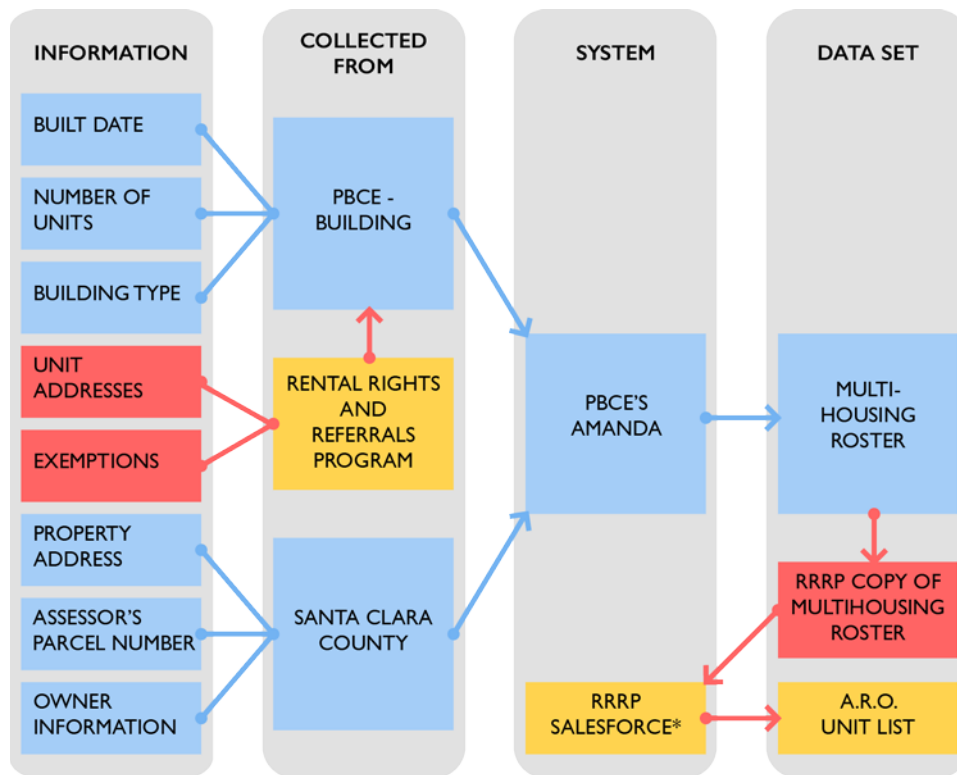 INFORMATION
BUILT DATE
NUMBER OF
UNITS
BUILDING TYPE
UNIT
ADDRESSES
EXEMPTIONS
PROPERTY
ADDRESS
ASSESSOR'S
PARCEL NUMBER
OWNER
INFORMATION
COLLECTED
FROM
PBCE -
BUILDING
RENTAL RIGHTS
AND
REFERRALS
PROGRAM
SANTA CLARA
COUNTY
SYSTEM
PBCE'S
AMANDA
RRRP
SALESFORCE*
DATA SET
MULTI-
HOUSING
ROSTER
RRRP COPY OF
MULTIHOUSING
ROSTER
A.R.O.
UNIT LIST